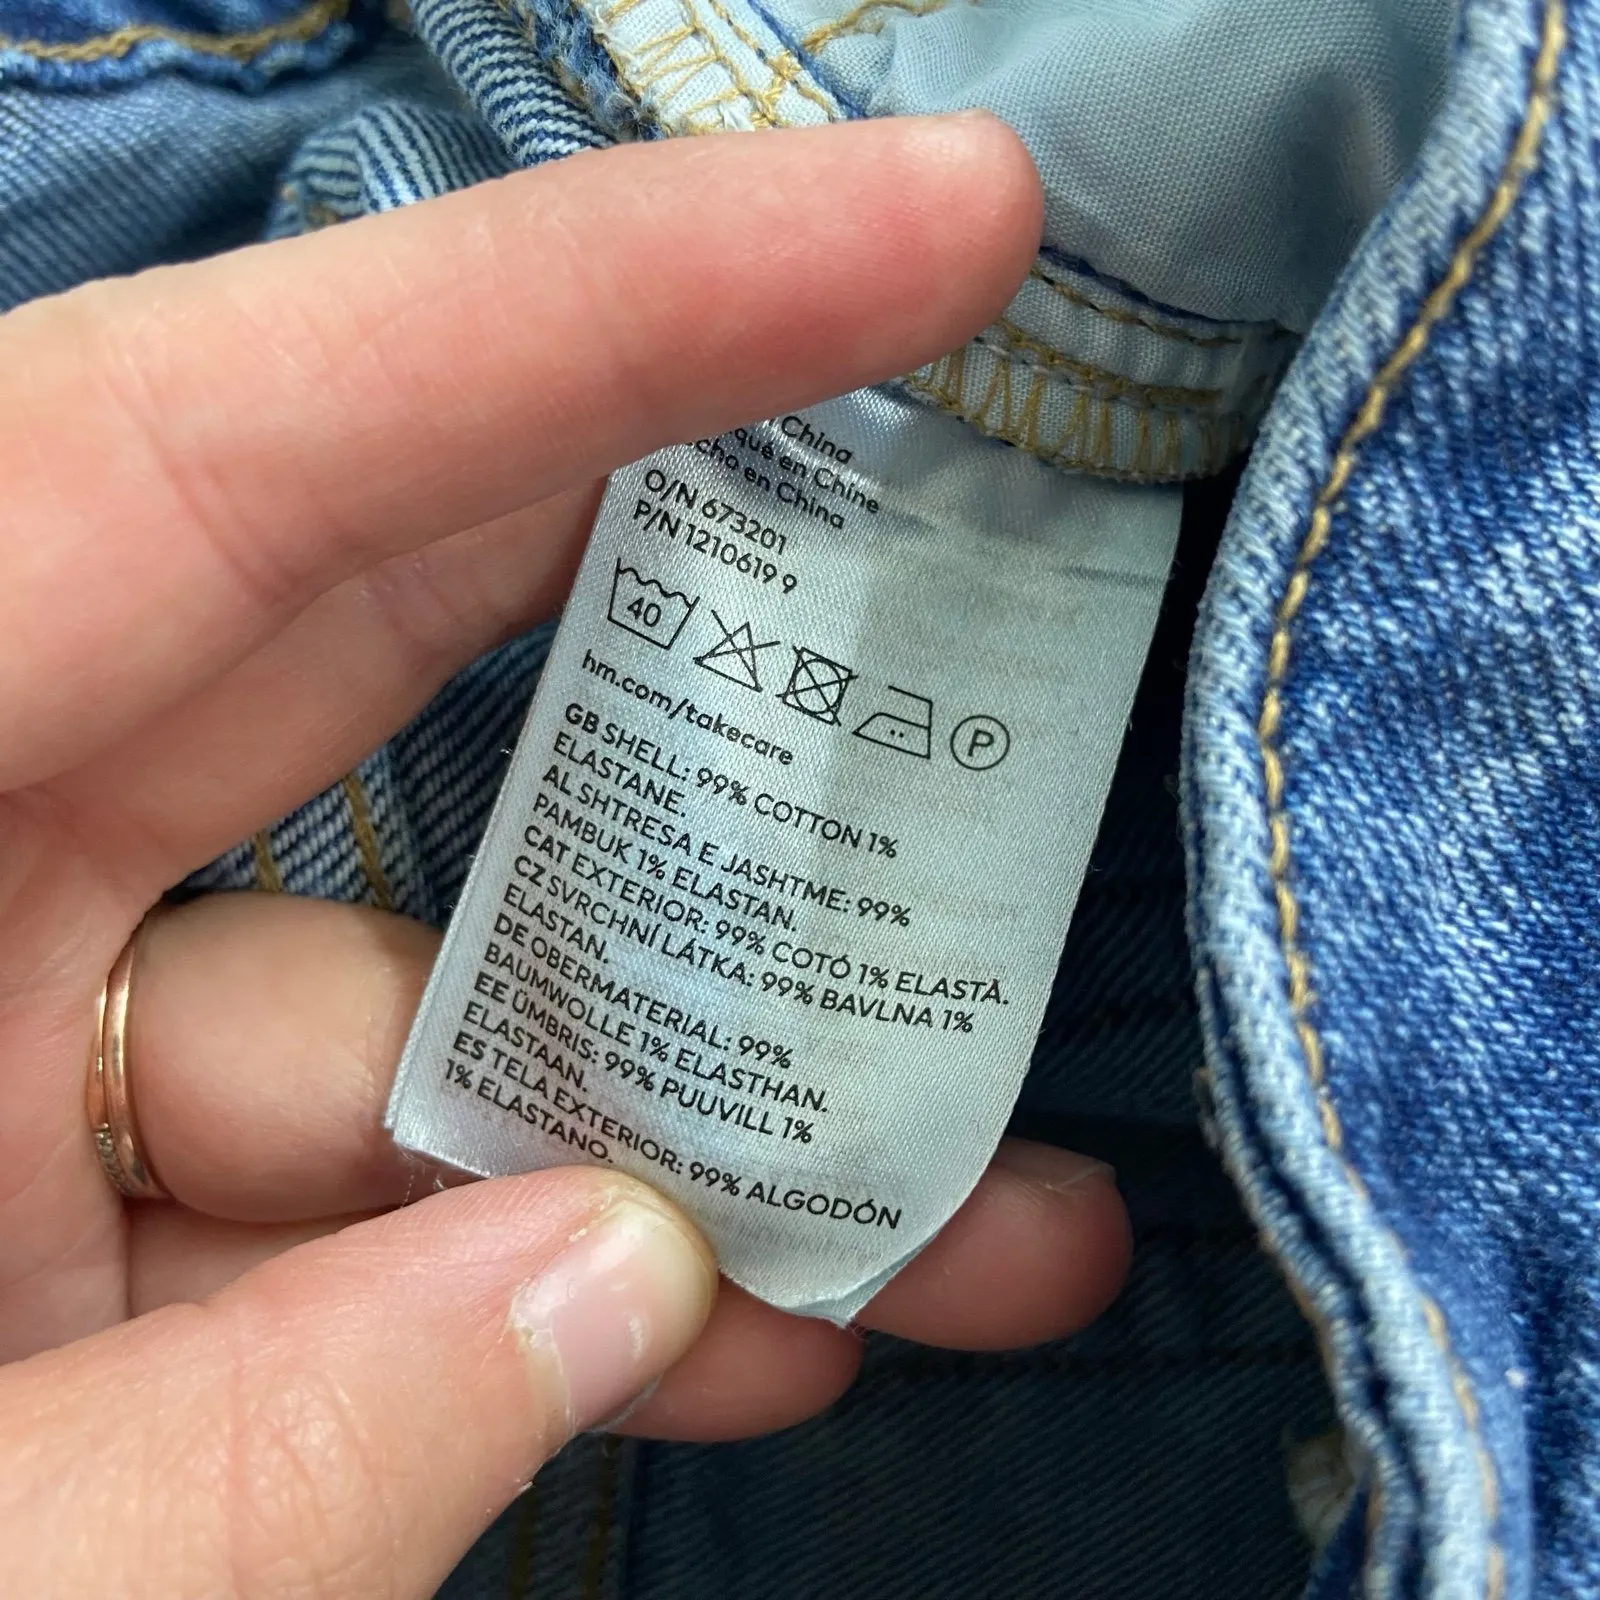 China
en Chine
en China
O/N 673201
P/N 1210619 9
40
P
hm.com/takecare
GB SHELL: 99% COTTON 1%
ELASTANE.
AL SHTRESA E JASHTME: 99%
PAMBUK 1% ELASTAN.
CAT EXTERIOR: 99% COTÓ 1% ELASTÀ.
CZ SVRCHNÍ LÁTKA: 99% BAVLNA 1%
ELASTAN.
DE OBERMATERIAL: 99%
BAUMWOLLE 1% ELASTHAN.
EE ÜMBRIS: 99% PUUVILL 1%
ELASTAAN.
ES TELA EXTERIOR: 99% ALGODÓN
1% ELASTANO.